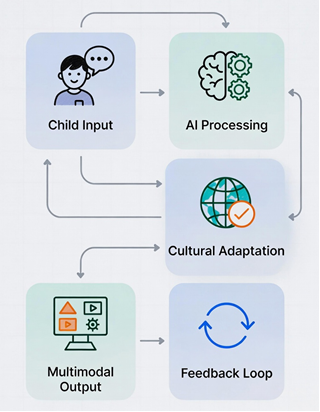 Child Input
AI Processing
Cultural Adaptation
Multimodal
Output
Feedback Loop